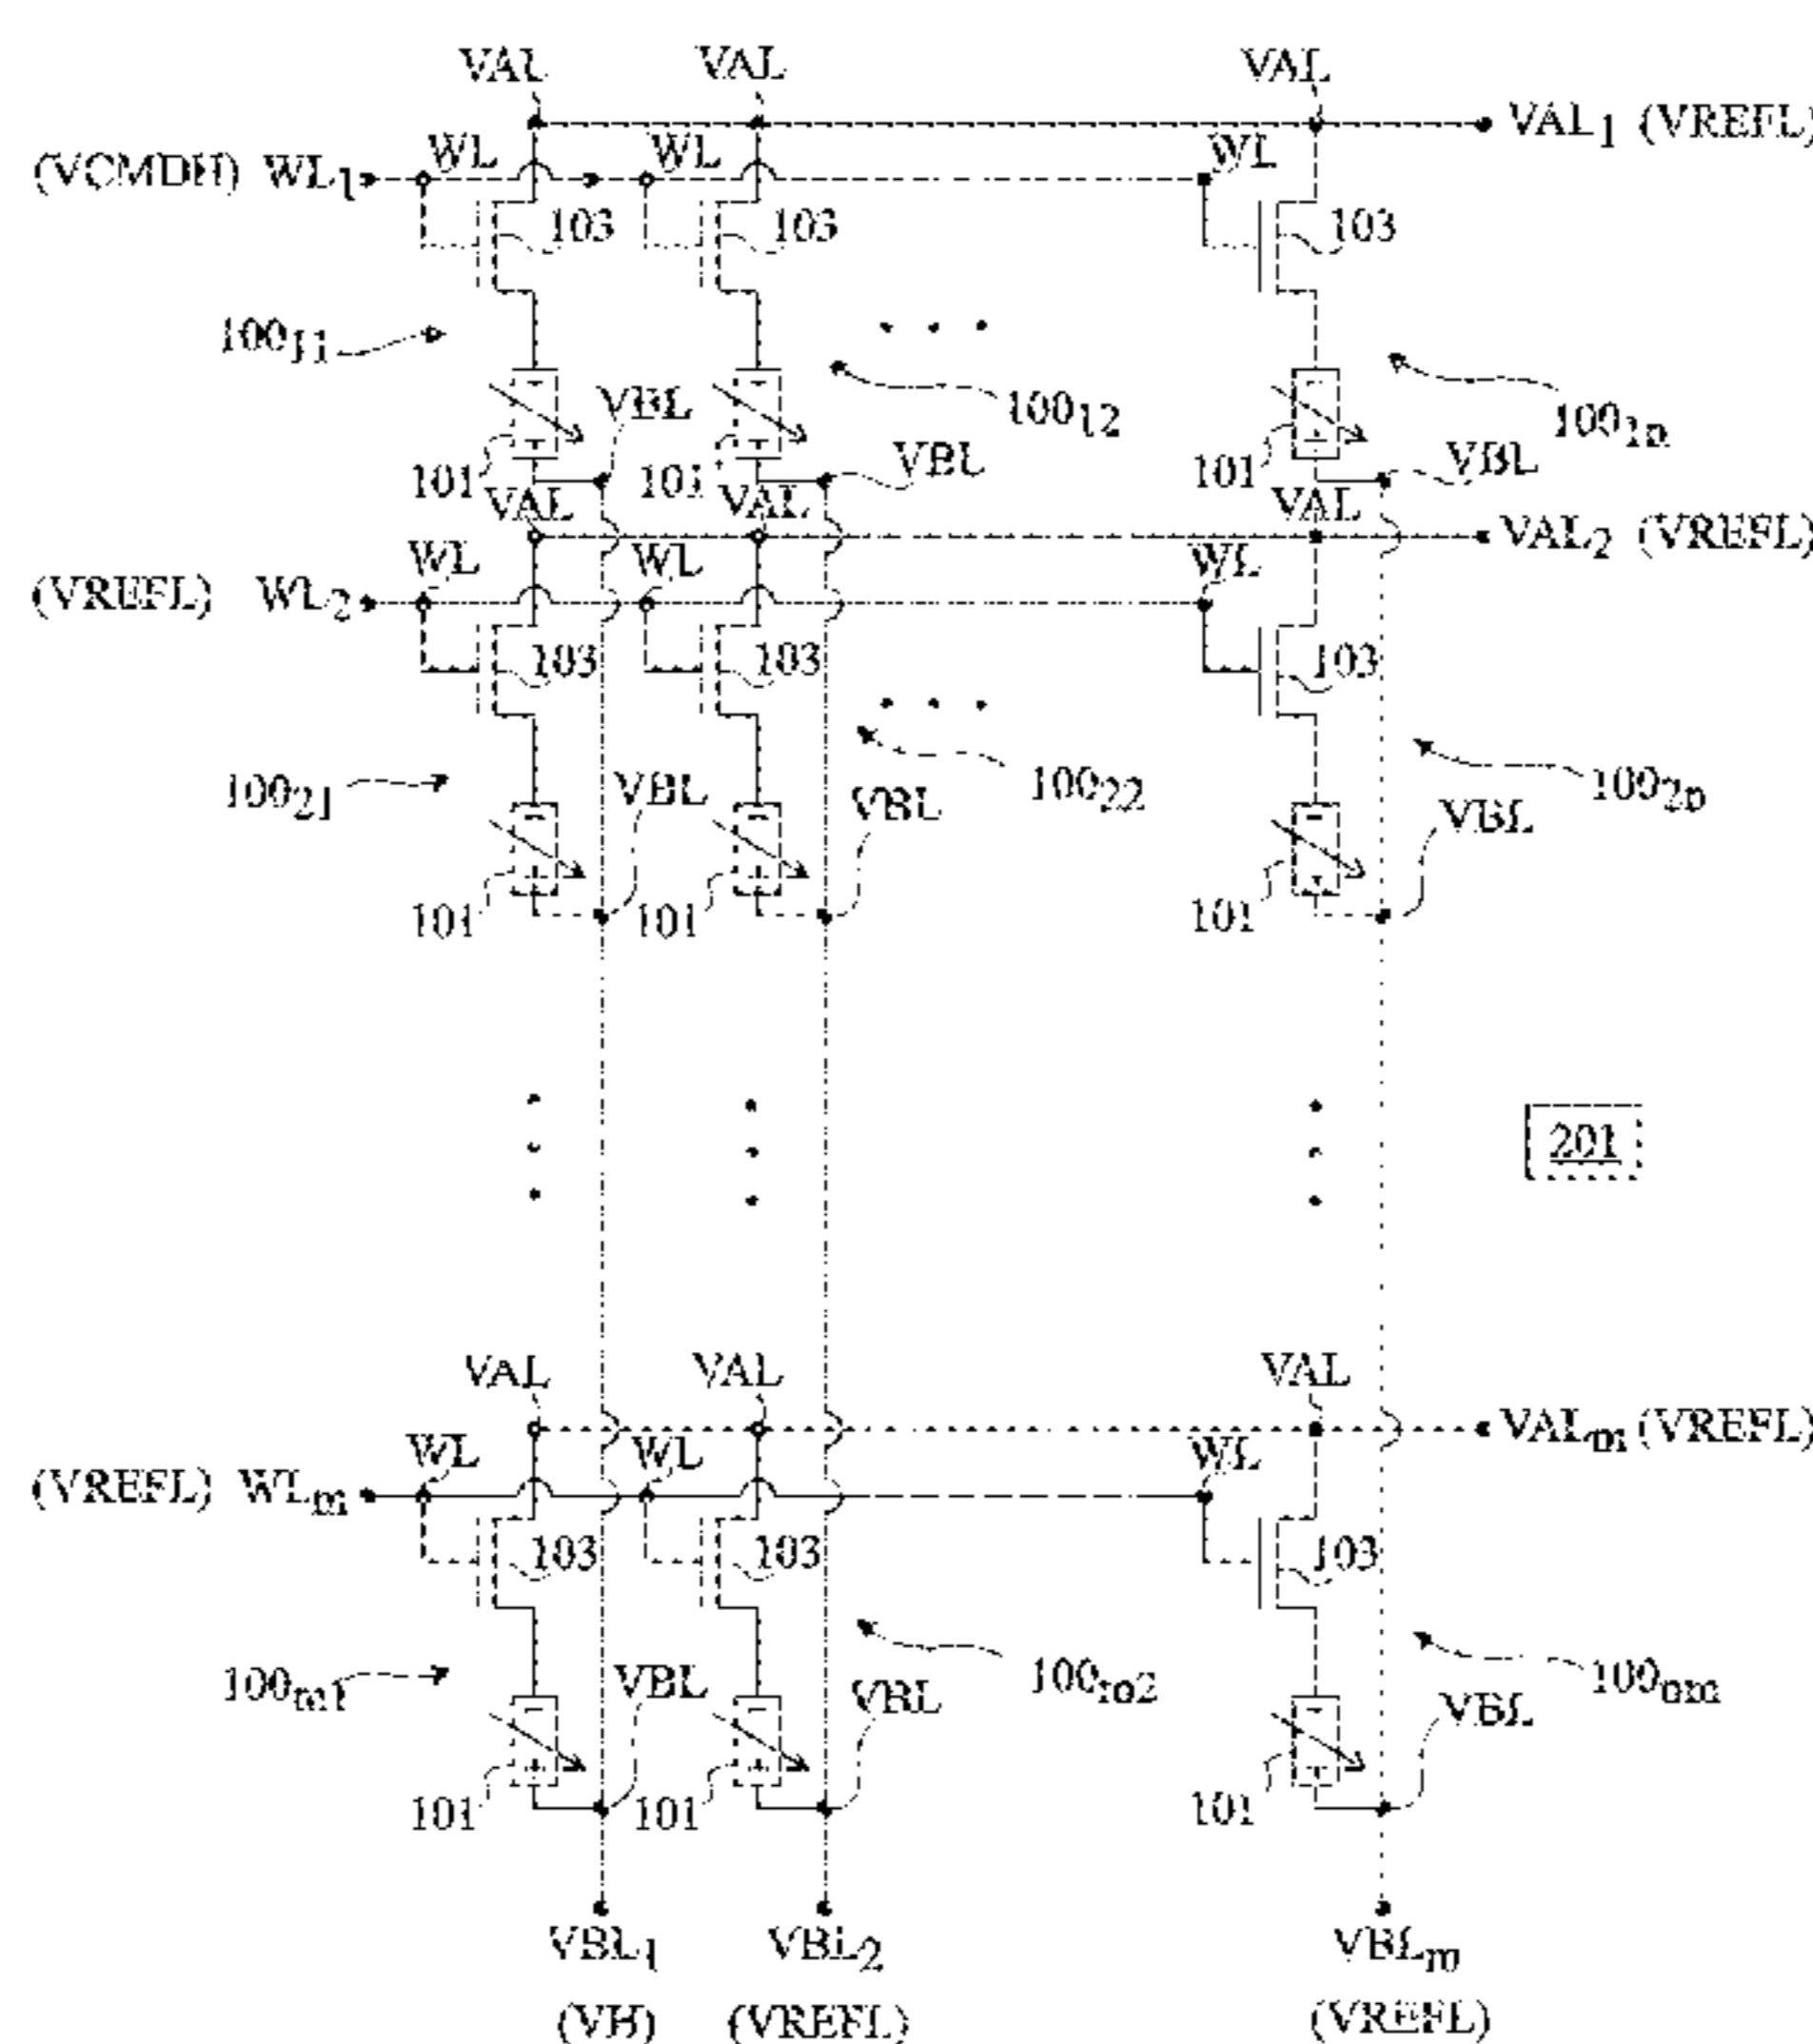 VAL VAL VAL
VAL1 (VREFL)
(VCMDH) WL1 WL WL WL
103 103 103
10011 10012 1001n
101 VBL 101 VBL 101 VBL
VAL VAL VAL
VAL2 (VREFL)
(VREFL) WL2 WL WL WL
103 103 103
10021 10022 1002n
VBL VBL VBL
101 101 101
201
VAL VAL VAL
VALm (VREFL)
(VREFL) WLm WL WL WL
103 103 103
100m1 100m2 100nm
VBL VBL VBL
101 101 101
VBL1 VBL2 VBLm
(VH) (VREFL) (VREFL)